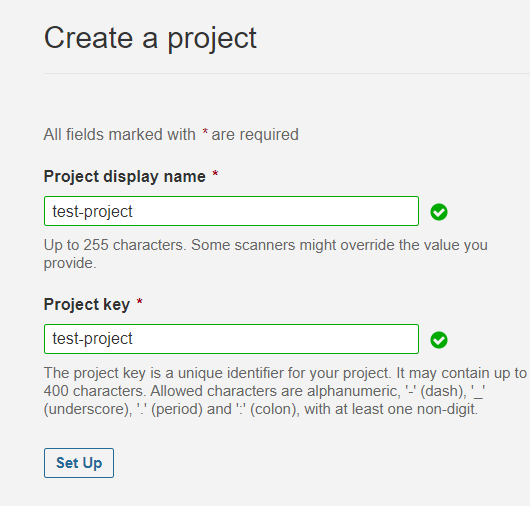 Create a project
All fields marked with * are required
Project display name *
test-project
Up to 255 characters. Some scanners might override the value you
provide.
Project key *
test-project
The project key is a unique identifier for your project. It may contain up to
400 characters. Allowed characters are alphanumeric, '-' (dash), '_'
(underscore), '.' (period) and ':' (colon), with at least one non-digit.
Set Up